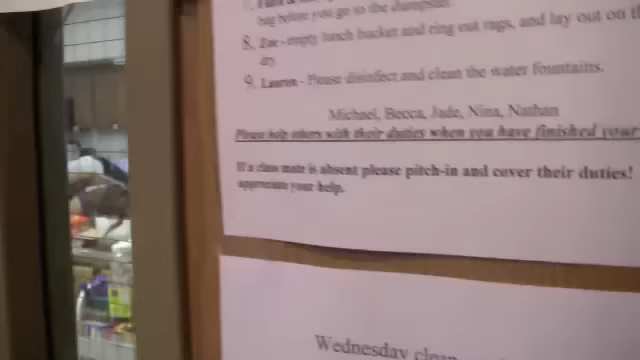 bag before you go to the dumpster.
8. Zoe - empty lunch bucket and ring out rags, and lay out on
dry.
9. Lauren - Please disinfect and clean the water fountains.
Michael, Becca, Jade, Nina, Nathan
Please help others with their duties when you have finished your
If a class mate is absent please pitch-in and cover their duties!
appreciate your help.
Wednesday clean